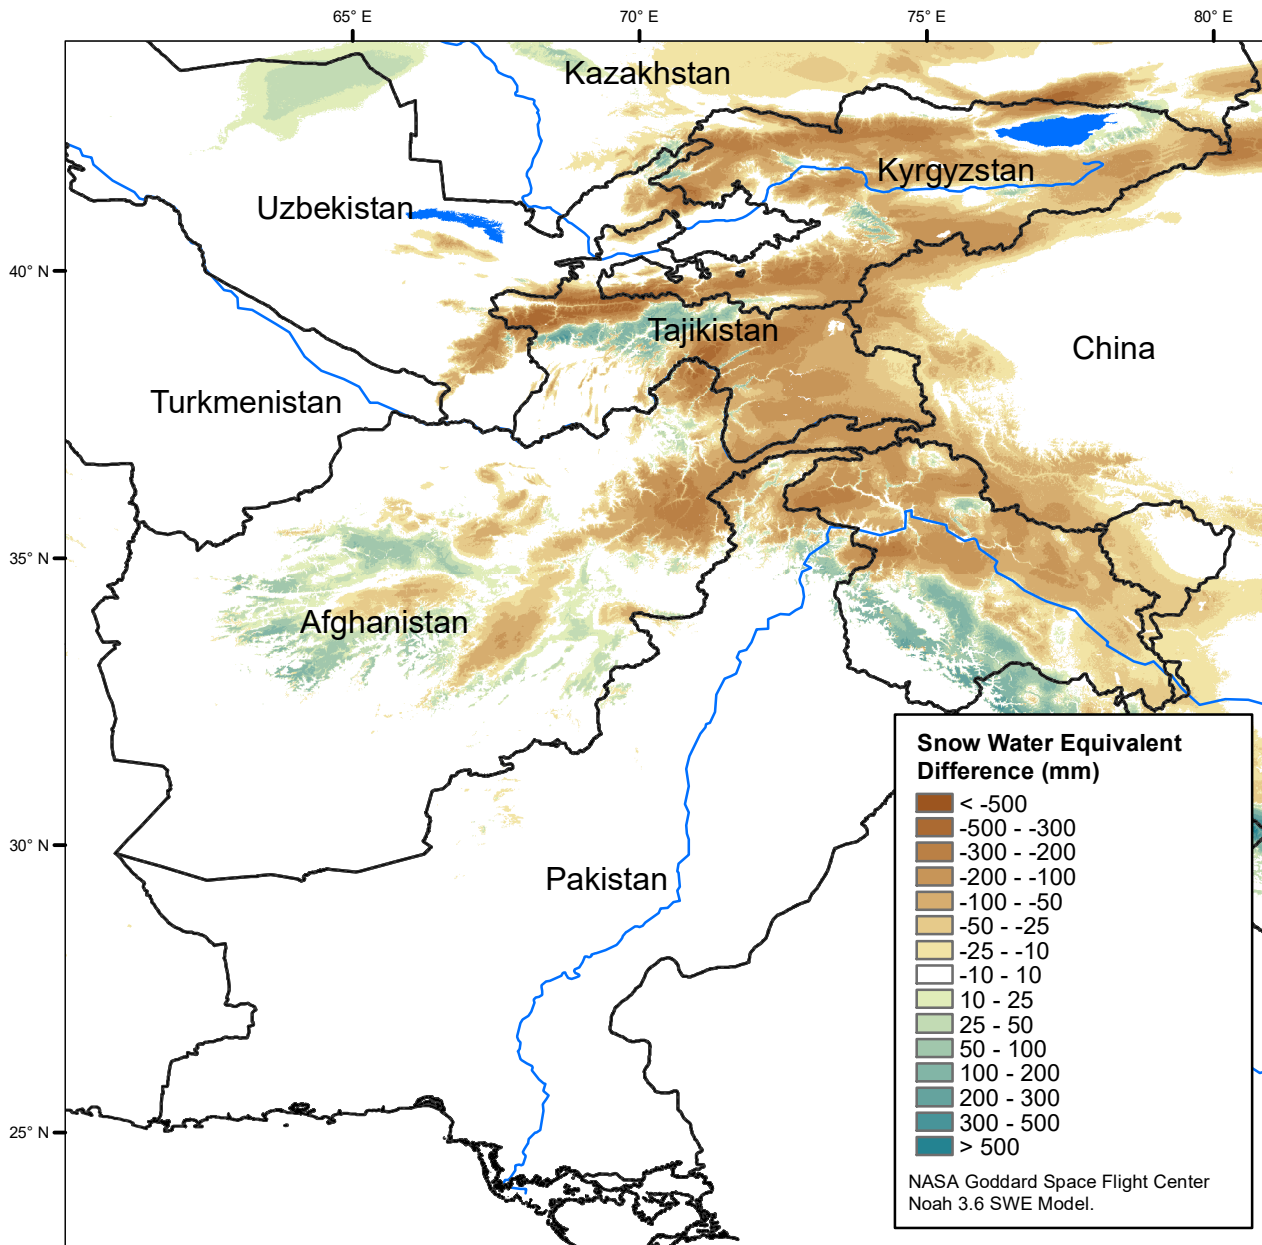 65° E
70° E
75° E
80° E
Kazakhstan
Kyrgyzstan
Uzbekistan
40° N
Tajikistan
China
Turkmenistan
35° N
Afghanistan
Snow Water Equivalent
Difference (mm)
< -500
-500 - -300
-300 - -200
-200 - -100
-100 - -50
-50 - -25
-25 - -10
-10 - 10
10 - 25
25 - 50
50 - 100
100 - 200
200 - 300
300 - 500
> 500
30° N
Pakistan
25° N
NASA Goddard Space Flight Center
Noah 3.6 SWE Model.